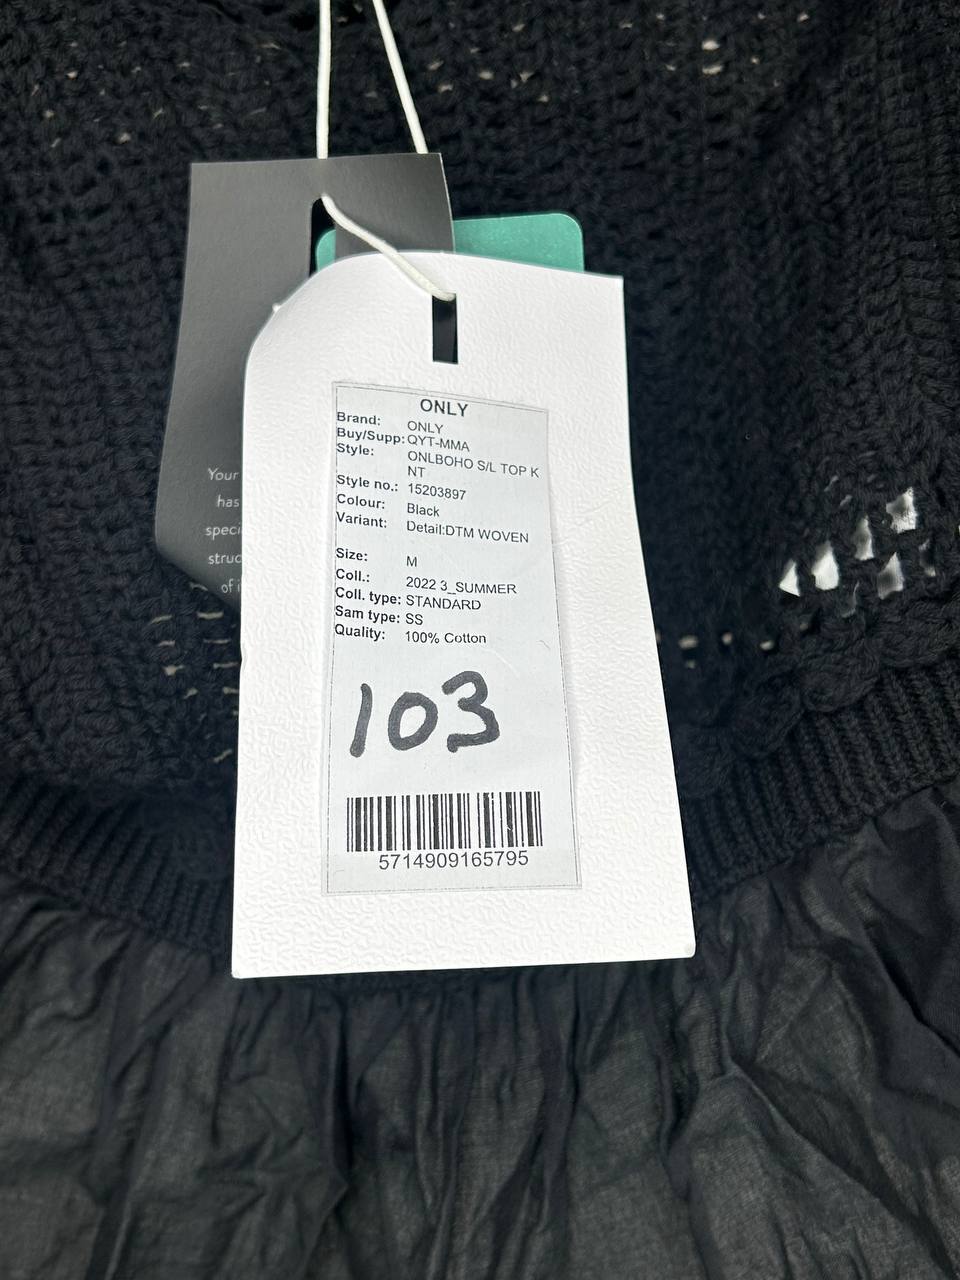 Your
has
speci
struc
of i
ONLY
Brand: ONLY
Buy/Supp: QYT-MMA
Style: ONLBOHO S/L TOP K
NT
Style no.: 15203897
Colour: Black
Variant: Detail:DTM WOVEN
Size: M
Coll.: 2022 3_SUMMER
Coll. type: STANDARD
Sam type: SS
Quality: 100% Cotton
103
5714909165795